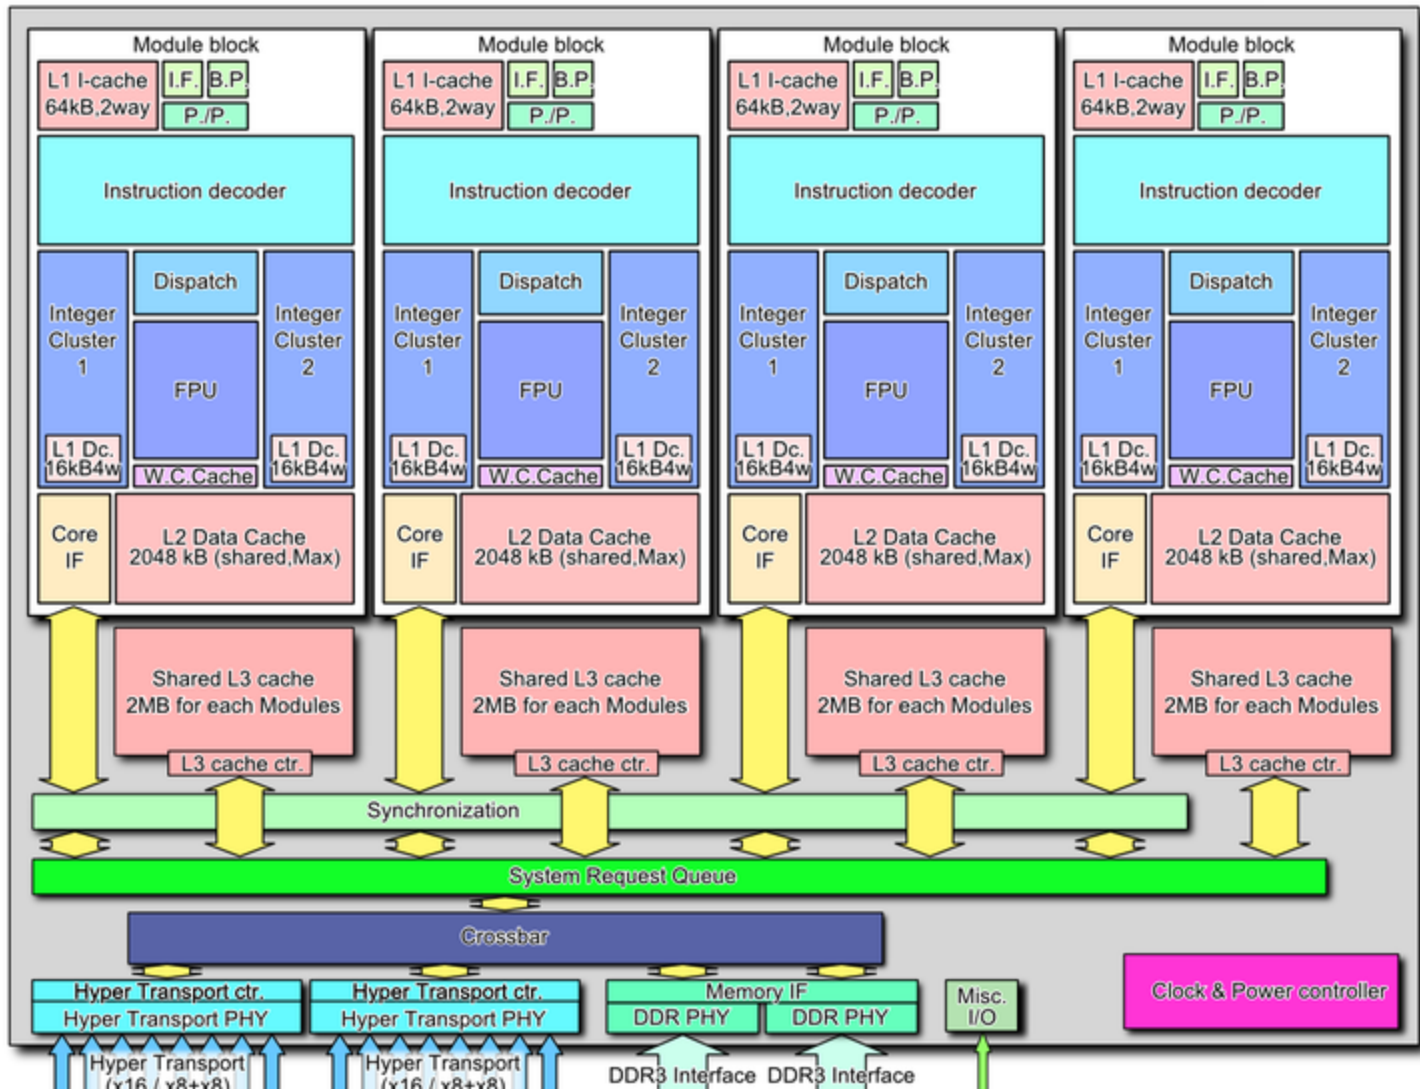 Module block
L1 I-cache
64kB,2way
I.F.
B.P.
P./P.
Instruction decoder
Integer
Cluster
1
Dispatch
FPU
Integer
Cluster
2
L1 Dc.
16kB4w
W.C.Cache
L1 Dc.
16kB4w
Core
IF
L2 Data Cache
2048 kB (shared,Max)
Module block
L1 I-cache
64kB,2way
I.F.
B.P.
P./P.
Instruction decoder
Integer
Cluster
1
Dispatch
FPU
Integer
Cluster
2
L1 Dc.
16kB4w
W.C.Cache
L1 Dc.
16kB4w
Core
IF
L2 Data Cache
2048 kB (shared,Max)
Module block
L1 I-cache
64kB,2way
I.F.
B.P.
P./P.
Instruction decoder
Integer
Cluster
1
Dispatch
FPU
Integer
Cluster
2
L1 Dc.
16kB4w
W.C.Cache
L1 Dc.
16kB4w
Core
IF
L2 Data Cache
2048 kB (shared,Max)
Module block
L1 I-cache
64kB,2way
I.F.
B.P.
P./P.
Instruction decoder
Integer
Cluster
1
Dispatch
FPU
Integer
Cluster
2
L1 Dc.
16kB4w
W.C.Cache
L1 Dc.
16kB4w
Core
IF
L2 Data Cache
2048 kB (shared,Max)
Shared L3 cache
2MB for each Modules
L3 cache ctr.
Shared L3 cache
2MB for each Modules
L3 cache ctr.
Shared L3 cache
2MB for each Modules
L3 cache ctr.
Shared L3 cache
2MB for each Modules
L3 cache ctr.
Synchronization
System Request Queue
Crossbar
Hyper Transport ctr.
Hyper Transport PHY
Hyper Transport ctr.
Hyper Transport PHY
Memory IF
DDR PHY
DDR PHY
Misc.
I/O
Clock & Power controller
Hyper Transport
(x16 / x8+x8)
Hyper Transport
(x16 / x8+x8)
DDR3 Interface
DDR3 Interface